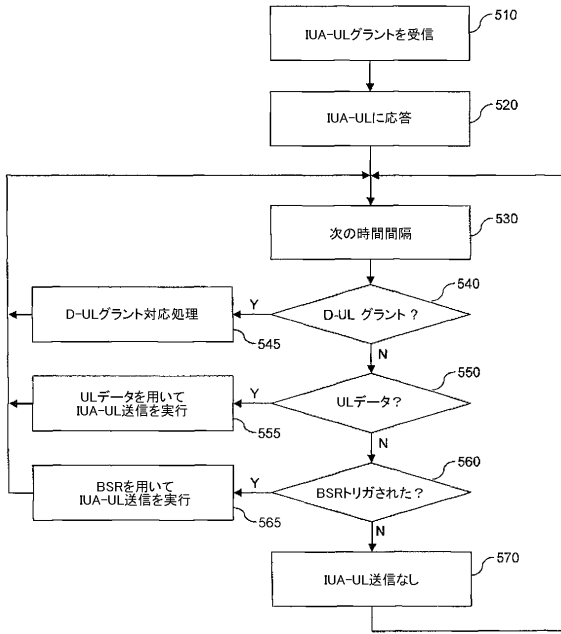 IUA-ULグラントを受信
510
IUA-ULに応答
520
次の時間間隔
530
D-UL グラント？
540
Y
N
D-ULグラント対応処理
545
ULデータ？
550
Y
N
ULデータを用いて
IUA-UL送信を実行
555
BSRトリガされた？
560
Y
N
BSRを用いて
IUA-UL送信を実行
565
IUA-UL送信なし
570